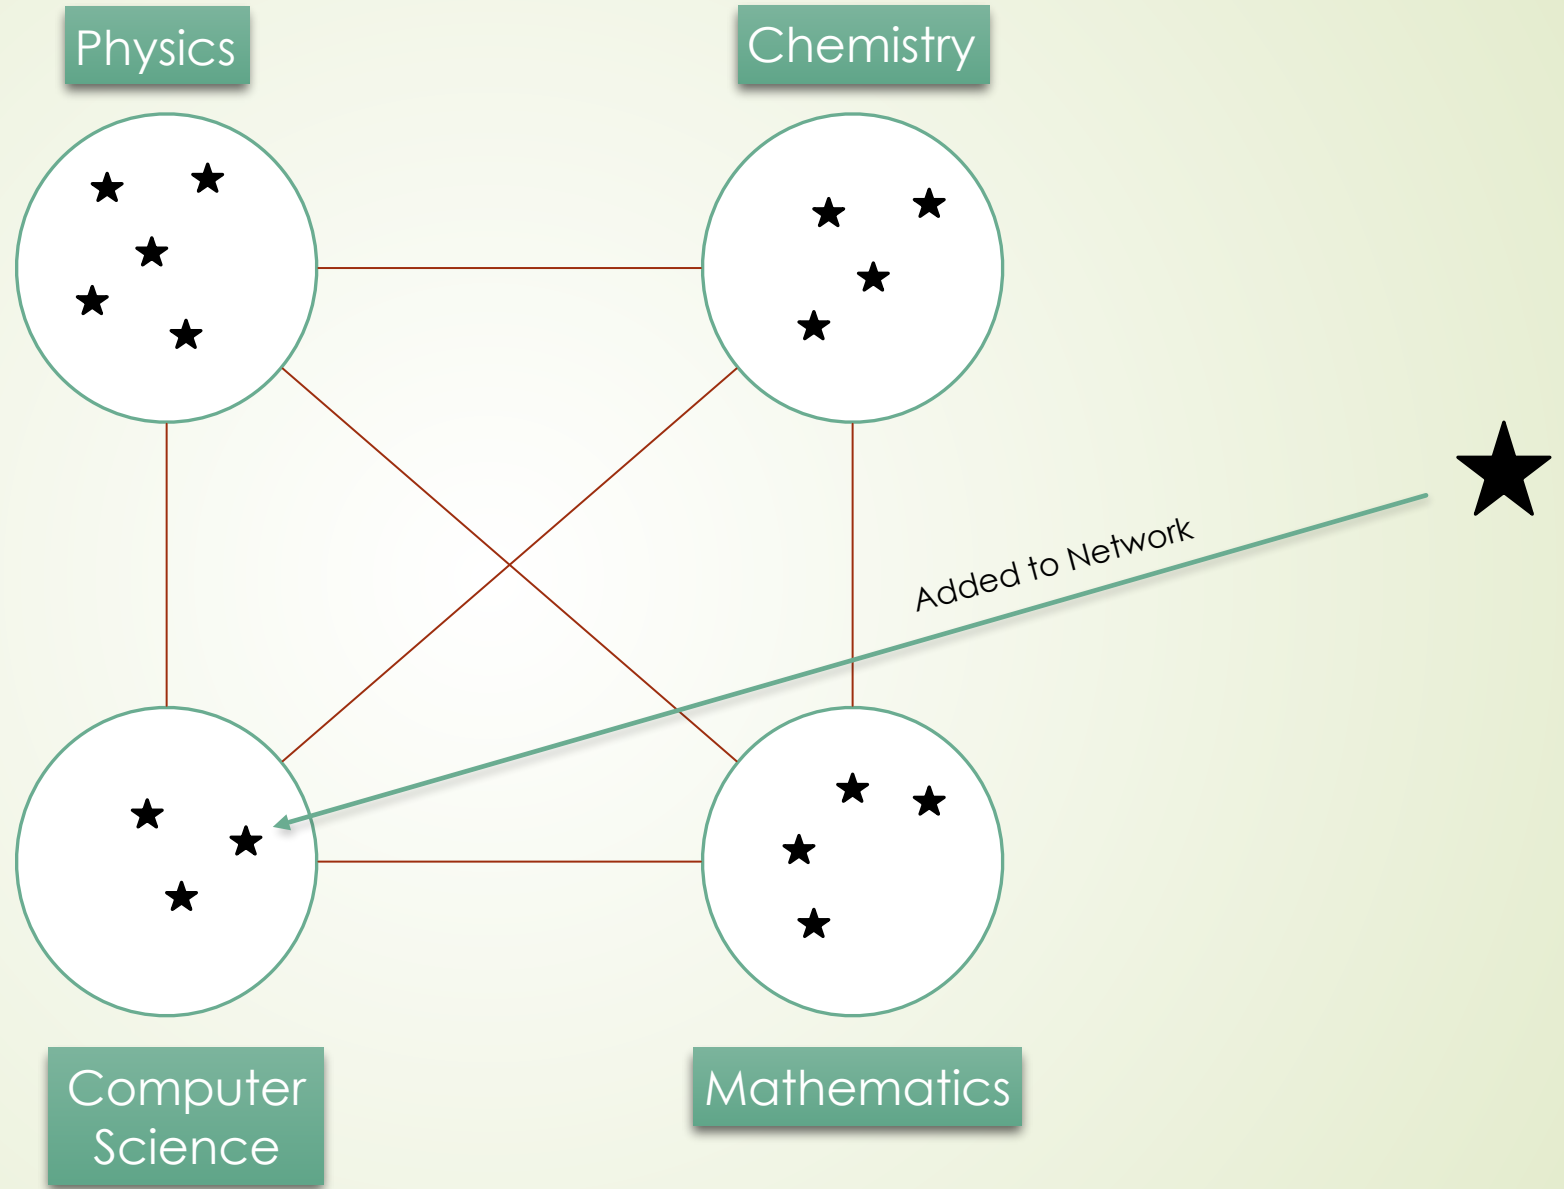 Physics
Chemistry
Added to Network
Computer
Science
Mathematics